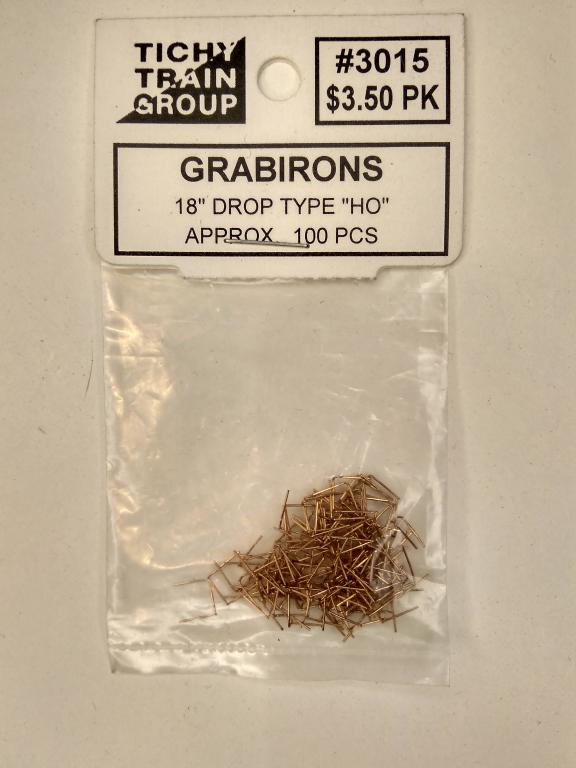 TICHY
TRAIN
GROUP
#3015
$3.50 PK
GRABIRONS
18" DROP TYPE "HO"
APPROX. 100 PCS